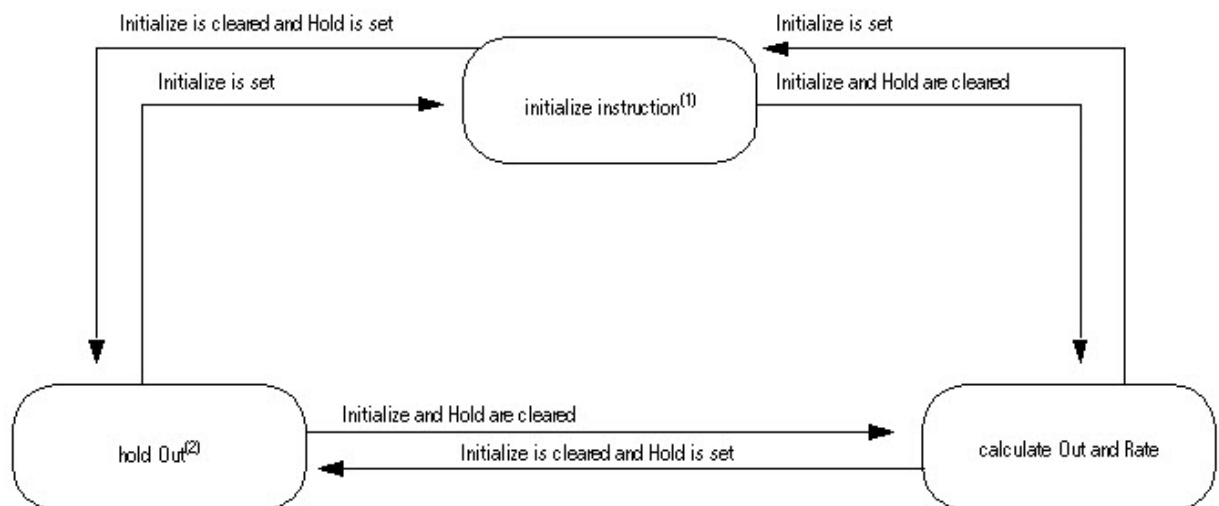 Initialize is cleared and Hold is set
Initialize is set
Initialize is set
initialize instruction(1)
Initialize and Hold are cleared
Initialize and Hold are cleared
hold Out(2)
Initialize is cleared and Hold is set
calculate Out and Rate